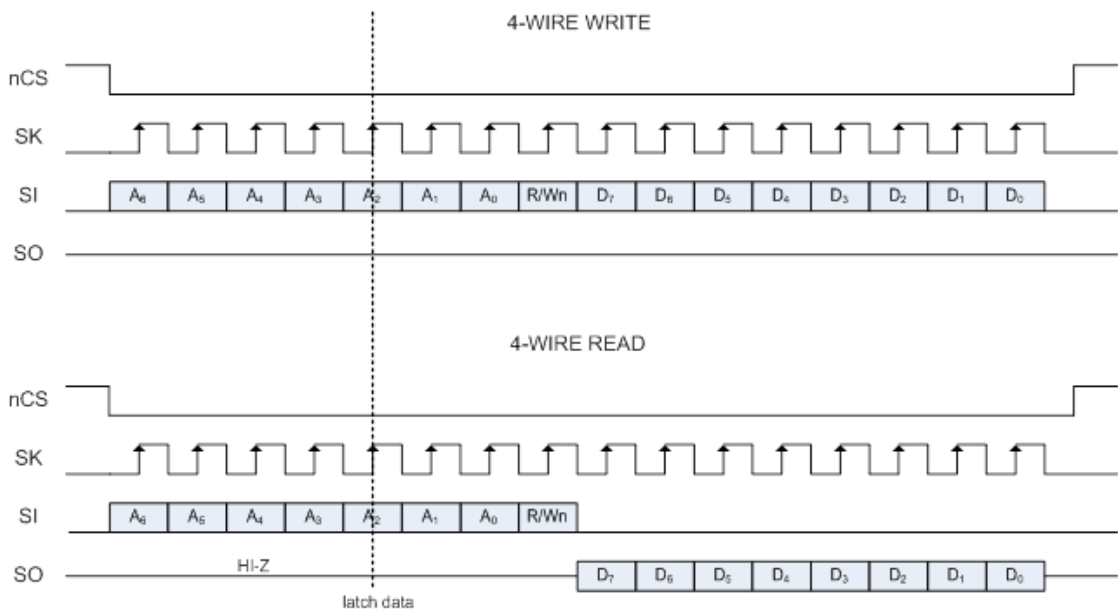 4-WIRE WRITE
nCS
SK
SI A₆ A₅ A₄ A₃ A₂ A₁ A₀ R/Wn D₇ D₆ D₅ D₄ D₃ D₂ D₁ D₀
SO
4-WIRE READ
nCS
SK
SI A₆ A₅ A₄ A₃ A₂ A₁ A₀ R/Wn
SO HI-Z D₇ D₆ D₅ D₄ D₃ D₂ D₁ D₀
latch data